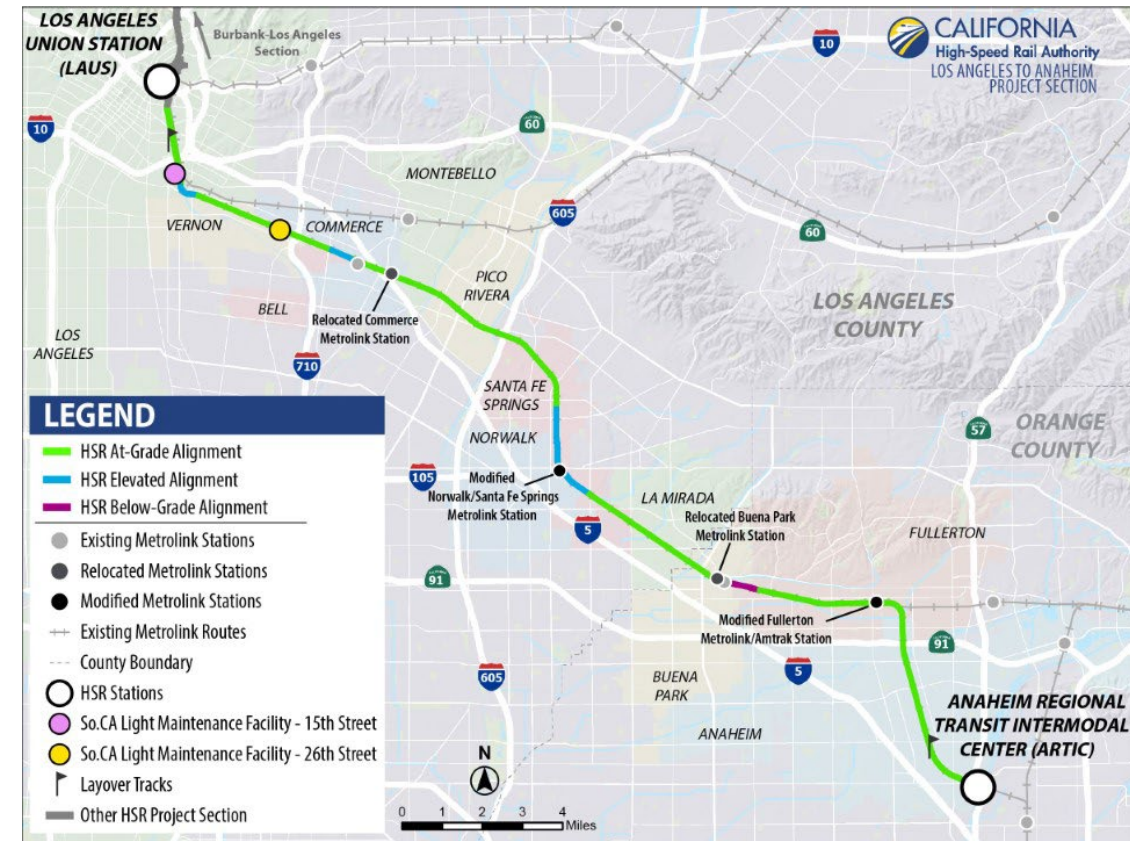 LOS ANGELES
UNION STATION
(LAUS)
Burbank-Los Angeles
Section
10
CALIFORNIA
High-Speed Rail Authority
LOS ANGELES TO ANAHEIM
PROJECT SECTION
10
60
MONTEBELLO
605
60
VERNON
COMMERCE
PICO
RIVERA
BELL
Relocated Commerce
Metrolink Station
LOS ANGELES
COUNTY
LOS
ANGELES
710
SANTA FE
SPRINGS
NORWALK
ORANGE
COUNTY
57
105
Modified
Norwalk/Santa Fe Springs
Metrolink Station
LA MIRADA
Relocated Buena Park
Metrolink Station
5
FULLERTON
91
Modified Fullerton
Metrolink/Amtrak Station
91
605
BUENA
PARK
5
ANAHEIM
ANAHEIM REGIONAL
TRANSIT INTERMODAL
CENTER (ARTIC)
LEGEND
HSR At-Grade Alignment
HSR Elevated Alignment
HSR Below-Grade Alignment
Existing Metrolink Stations
Relocated Metrolink Stations
Modified Metrolink Stations
Existing Metrolink Routes
County Boundary
HSR Stations
So.CA Light Maintenance Facility - 15th Street
So.CA Light Maintenance Facility - 26th Street
Layover Tracks
Other HSR Project Section
N
0 1 2 3 4
Miles